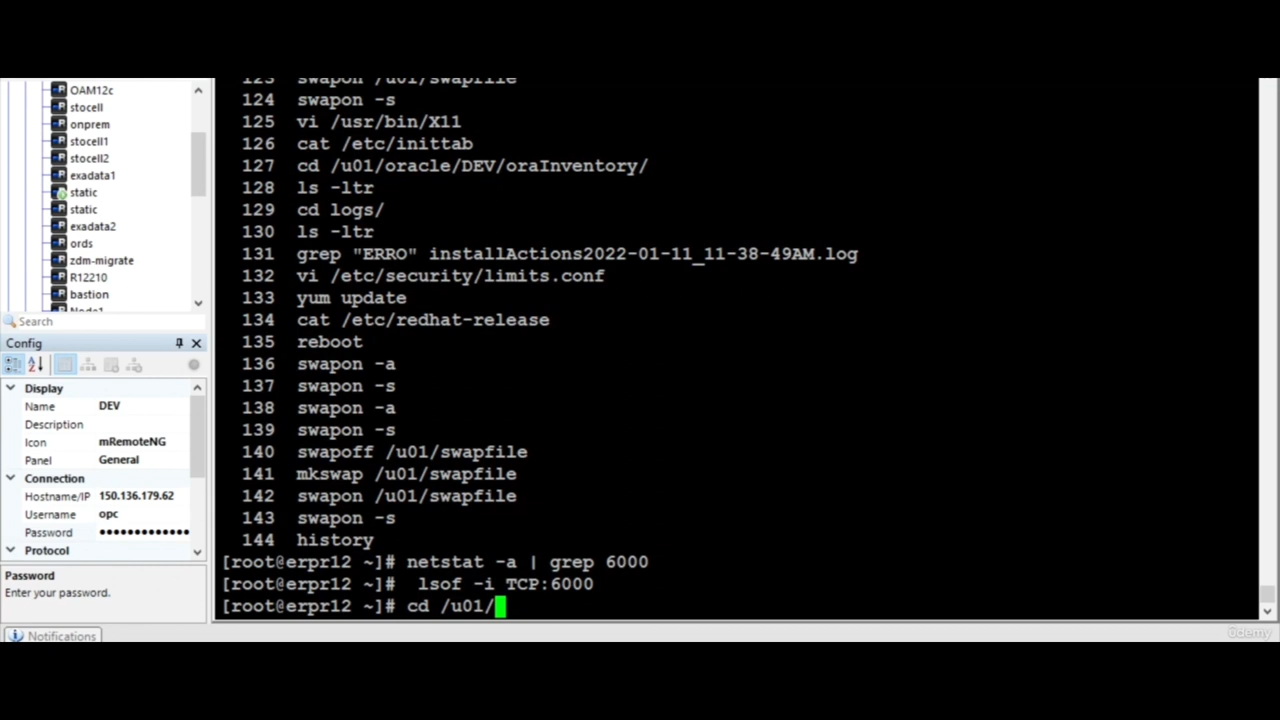 OAM12c
stocell
onprem
stocell1
stocell2
exadata1
static
static
exadata2
ords
zdm-migrate
R12210
bastion
Node1
Search
Config
Display
Name DEV
Description
Icon mRemoteNG
Panel General
Connection
Hostname/IP 150.136.179.62
Username opc
Password ••••••••••••••
Protocol
Password
Enter your password.
Notifications
123 swapon /u01/swapfile
124 swapon -s
125 vi /usr/bin/X11
126 cat /etc/inittab
127 cd /u01/oracle/DEV/oraInventory/
128 ls -ltr
129 cd logs/
130 ls -ltr
131 grep "ERRO" installActions2022-01-11_11-38-49AM.log
132 vi /etc/security/limits.conf
133 yum update
134 cat /etc/redhat-release
135 reboot
136 swapon -a
137 swapon -s
138 swapon -a
139 swapon -s
140 swapoff /u01/swapfile
141 mkswap /u01/swapfile
142 swapon /u01/swapfile
143 swapon -s
144 history
[root@erpr12 ~]# netstat -a | grep 6000
[root@erpr12 ~]#  lsof -i TCP:6000
[root@erpr12 ~]# cd /u01/
Udemy